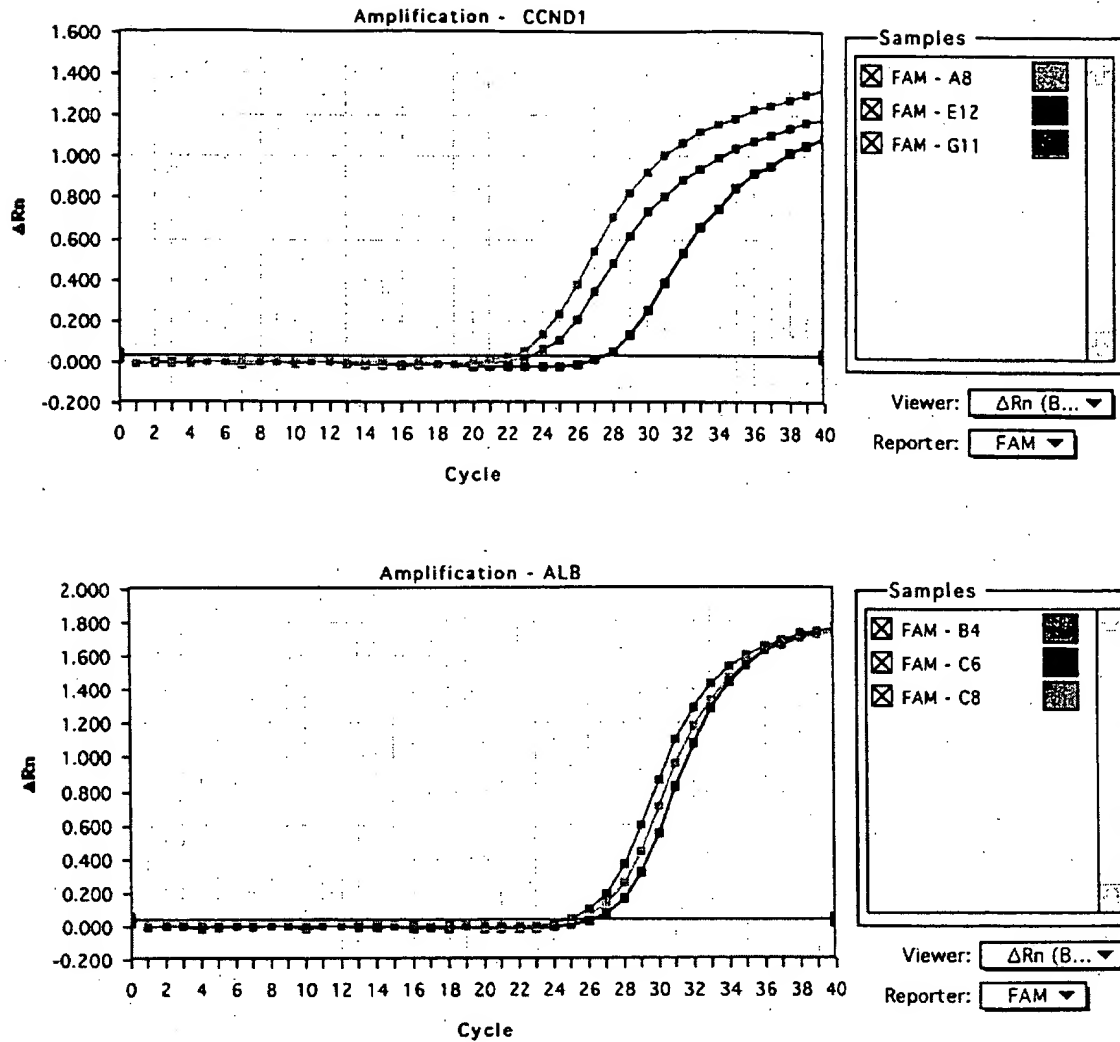 Amplification - CCND1
1.600
1.400
1.200
1.000
0.800
0.600
0.400
0.200
-0.000
-0.200
ΔRn
0 2 4 6 8 10 12 14 16 18 20 22 24 26 28 30 32 34 36 38 40
Cycle
Samples
FAM - A8
FAM - E12
FAM - G11
Viewer: ΔRn (B...
Reporter: FAM
Amplification - ALB
2.000
1.800
1.600
1.400
1.200
1.000
0.800
0.600
0.400
0.200
0.000
-0.200
ΔRn
0 2 4 6 8 10 12 14 16 18 20 22 24 26 28 30 32 34 36 38 40
Cycle
Samples
FAM - B4
FAM - C6
FAM - C8
Viewer: ΔRn (B...
Reporter: FAM